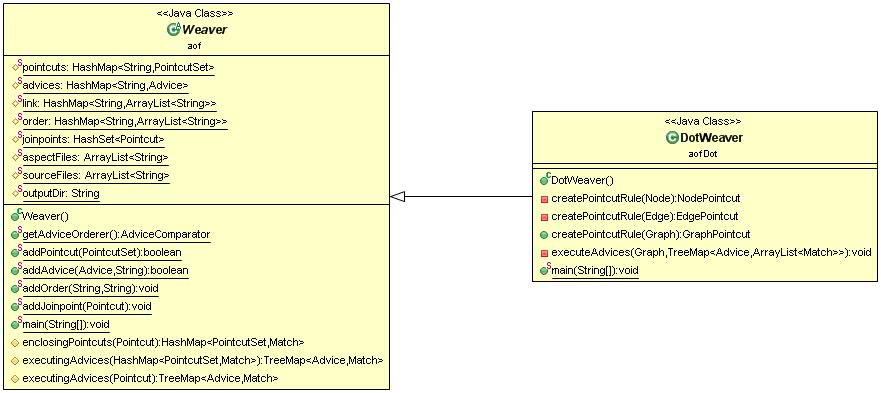 <<Java Class>>
Weaver
aof
pointcuts: HashMap<String,PointcutSet>
advices: HashMap<String,Advice>
link: HashMap<String,ArrayList<String>>
order: HashMap<String,ArrayList<String>>
joinpoints: HashSet<Pointcut>
aspectFiles: ArrayList<String>
sourceFiles: ArrayList<String>
outputDir: String
Weaver()
getAdviceOrderer():AdviceComparator
addPointcut(PointcutSet):boolean
addAdvice(Advice,String):boolean
addOrder(String,String):void
addJoinpoint(Pointcut):void
main(String[]):void
enclosingPointcuts(Pointcut):HashMap<PointcutSet,Match>
executingAdvices(HashMap<PointcutSet,Match>):TreeMap<Advice,Match>
executingAdvices(Pointcut):TreeMap<Advice,Match>
<<Java Class>>
DotWeaver
aofDot
DotWeaver()
createPointcutRule(Node):NodePointcut
createPointcutRule(Edge):EdgePointcut
createPointcutRule(Graph):GraphPointcut
executeAdvices(Graph,TreeMap<Advice,ArrayList<Match>>):void
main(String[]):void